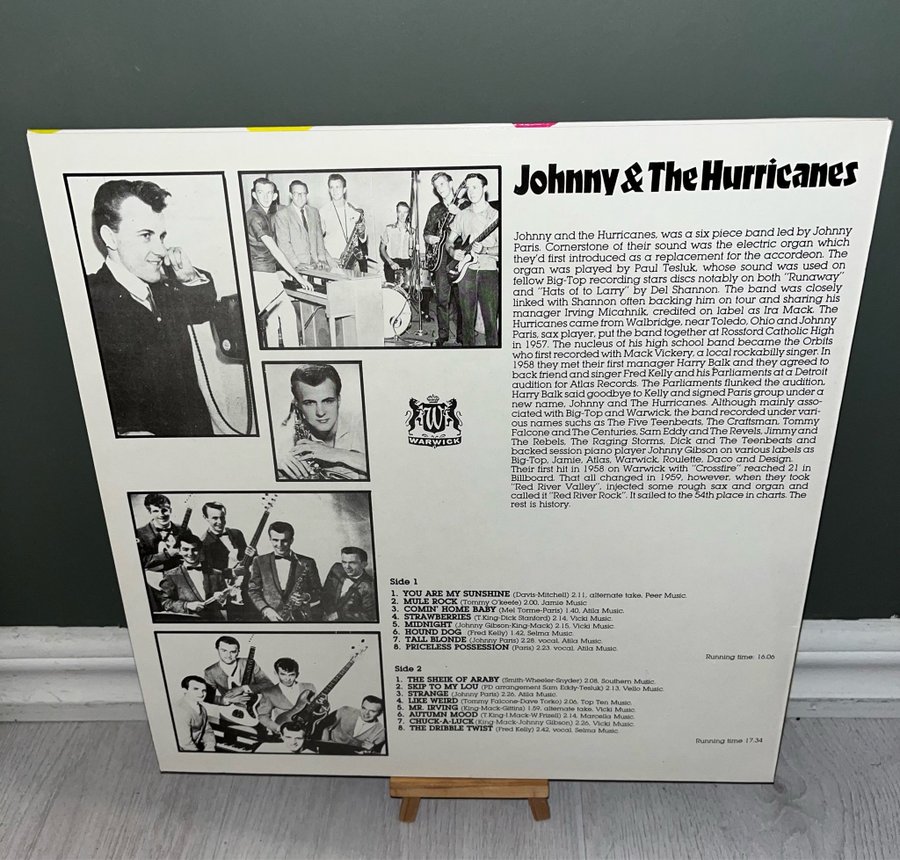 Johnny & The Hurricanes
Johnny and the Hurricanes, was a six piece band led by Johnny
Paris. Cornerstone of their sound was the electric organ which
they'd first introduced as a replacement for the accordeon. The
organ was played by Paul Tesluk, whose sound was used on
fellow Big-Top recording stars discs notably on both "Runaway"
and "Hats of to Larry" by Del Shannon. The band was closely
linked with Shannon often backing him on tour and sharing his
manager Irving Micahnik, credited on label as Ira Mack. The
Hurricanes came from Walbridge, near Toledo, Ohio and Johnny
Paris, sax player, put the band together at Rossford Catholic High
in 1957. The nucleus of his high school band became the Orbits
who first recorded with Mack Vickery, a local rockabilly singer. In
1958 they met their first manager Harry Balk and they agreed to
back friend and singer Fred Kelly and his Parliaments at a Detroit
audition for Atlas Records. The Parliaments flunked the audition,
Harry Balk said goodbye to Kelly and signed Paris group under a
new name, Johnny and The Hurricanes. Although mainly asso-
ciated with Big-Top and Warwick, the band recorded under vari-
ous names suchs as The Five Teenbeats, The Craftsman, Tommy
Falcone and The Centuries, Sam Eddy and The Revels, Jimmy and
The Rebels, The Raging Storms, Dick and The Teenbeats and
backed session piano player Johnny Gibson on various labels as
Big-Top, Jamie, Atlas, Warwick, Roulette, Daco and Design.
Their first hit in 1958 on Warwick with "Crossfire" reached 21 in
Billboard. That all changed in 1959, however, when they took
"Red River Valley", injected some rough sax and organ and
called it "Red River Rock". It sailed to the 54th place in charts. The
rest is history.
W
WARWICK
Side 1
1. YOU ARE MY SUNSHINE (Davis-Mitchell) 2.11, alternate take, Peer Music.
2. MULE ROCK (Tommy O'keefe) 2.00, Jamie Music
3. COMIN' HOME BABY (Mel Torme-Paris) 1.40, Atila Music.
4. STRAWBERRIES (T.King-Dick Stanford) 2.14, Vicki Music.
5. MIDNIGHT (Johnny Gibson-King-Mack) 2.15, Vicki Music.
6. HOUND DOG (Fred Kelly) 1.42, Selma Music.
7. TALL BLONDE (Johnny Paris) 2.28, vocal, Atila Music.
8. PRICELESS POSSESSION (Paris) 2.23, vocal, Atila Music.
Running time: 16.06
Side 2
1. THE SHEIK OF ARABY (Smith-Wheeler-Snyder) 2.08, Southern Music.
2. SKIP TO MY LOU (PD arrangement Sam Eddy-Tesluk) 2.13, Vello Music.
3. STRANGE (Johnny Paris) 2.26, Atila Music.
4. LIKE WEIRD (Tommy Falcone-Dave Torko) 2.06, Top Ten Music.
5. MR. IRVING (King-Mack-Gittins) 1.59, alternate take, Vicki Music.
6. AUTUMN MOOD (T.King-I.Mack-W.Frisell) 2.14, Marcella Music.
7. CHUCK-A-LUCK (King-Mack-Johnny Gibson) 2.26, Vicki Music.
8. THE DRIBBLE TWIST (Fred Kelly) 2.42, vocal, Selma Music.
Running time 17.34